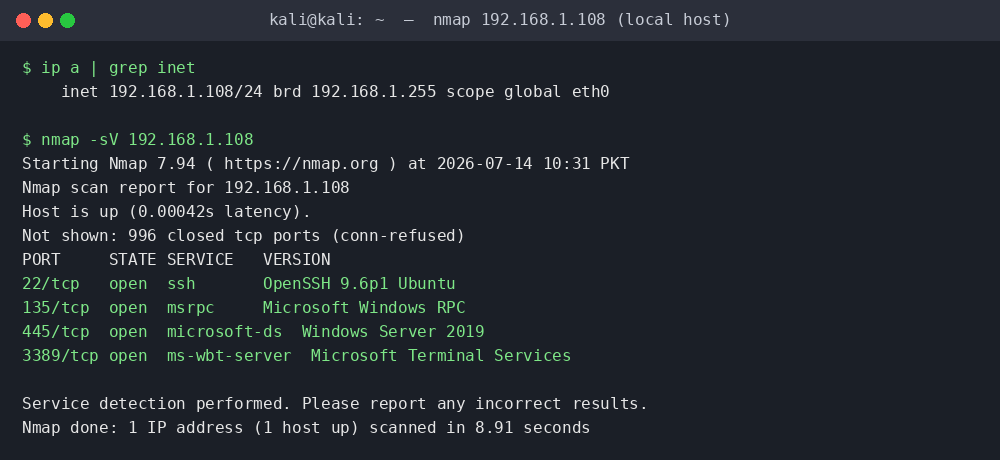 kali@kali: ~  —  nmap 192.168.1.108 (local host)
$ ip a | grep inet
    inet 192.168.1.108/24 brd 192.168.1.255 scope global eth0
$ nmap -sV 192.168.1.108
Starting Nmap 7.94 ( https://nmap.org ) at 2026-07-14 10:31 PKT
Nmap scan report for 192.168.1.108
Host is up (0.00042s latency).
Not shown: 996 closed tcp ports (conn-refused)
PORT     STATE SERVICE   VERSION
22/tcp   open  ssh       OpenSSH 9.6p1 Ubuntu
135/tcp  open  msrpc     Microsoft Windows RPC
445/tcp  open  microsoft-ds  Windows Server 2019
3389/tcp open  ms-wbt-server  Microsoft Terminal Services
Service detection performed. Please report any incorrect results.
Nmap done: 1 IP address (1 host up) scanned in 8.91 seconds